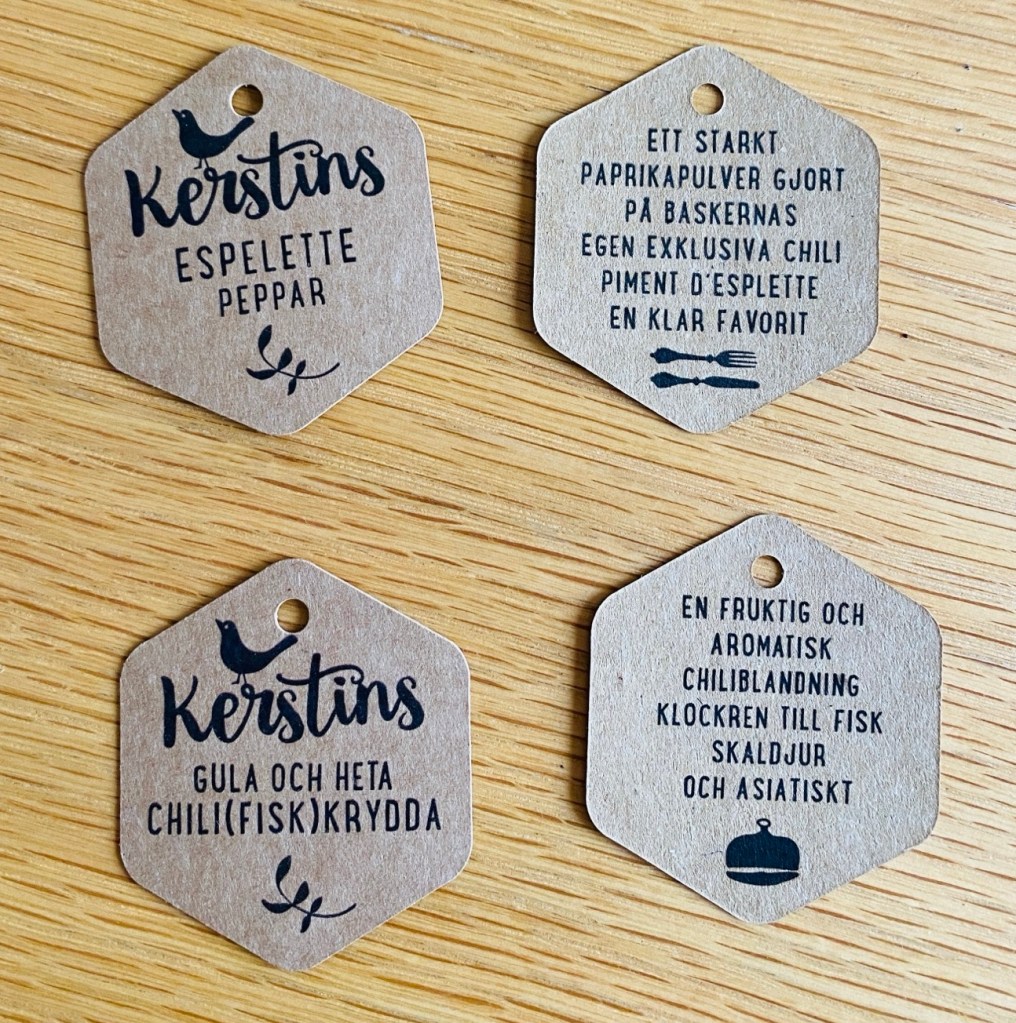 Kerstins
ESPELETTE
PEPPAR
ETT STARKT
PAPRIKAPULVER GJORT
PÅ BASKERNAS
EGEN EXKLUSIVA CHILI
PIMENT D'ESPLETTE
EN KLAR FAVORIT
Kerstins
GULA OCH HETA
CHILI(FISK)KRYDDA
EN FRUKTIG OCH
AROMATISK
CHILIBLANDNING
KLOCKREN TILL FISK
SKALDJUR
OCH ASIATISKT